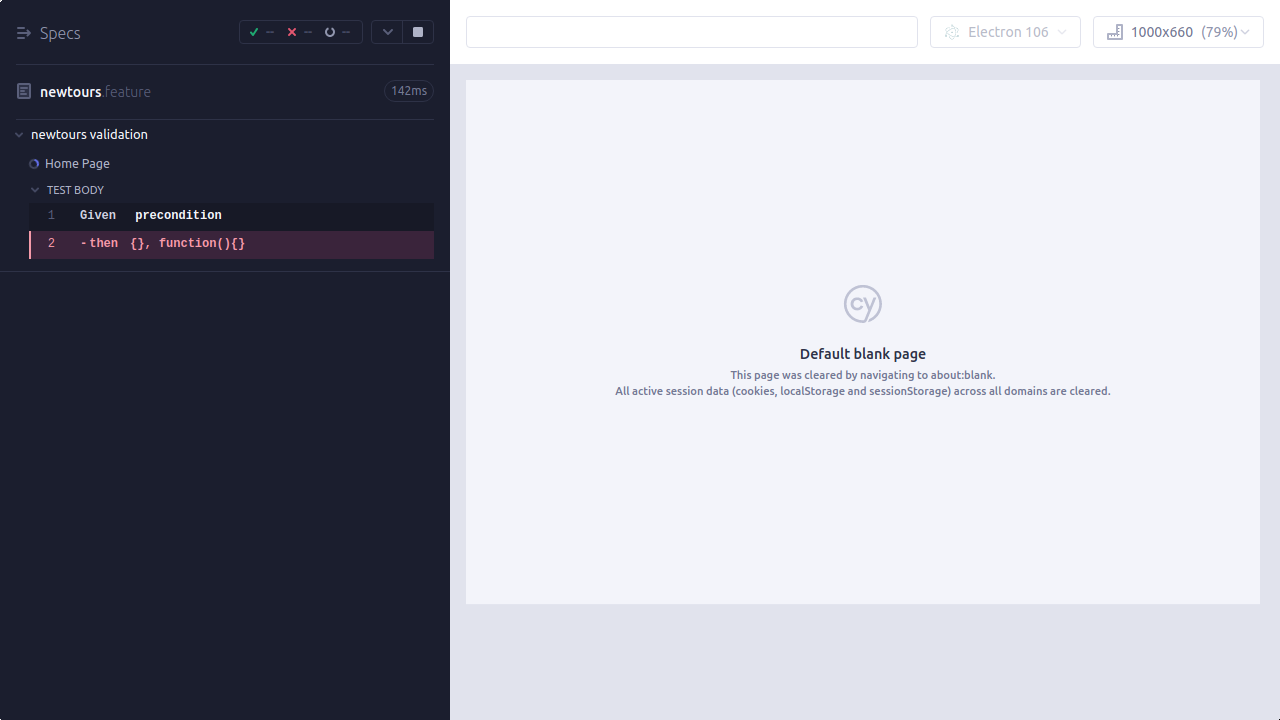 Specs
-- -- --
Electron 106
1000x660 (79%)
newtours.feature
142ms
newtours validation
Home Page
TEST BODY
1 Given precondition
2 -then {}, function(){}
cy
Default blank page
This page was cleared by navigating to about:blank.
All active session data (cookies, localStorage and sessionStorage) across all domains are cleared.